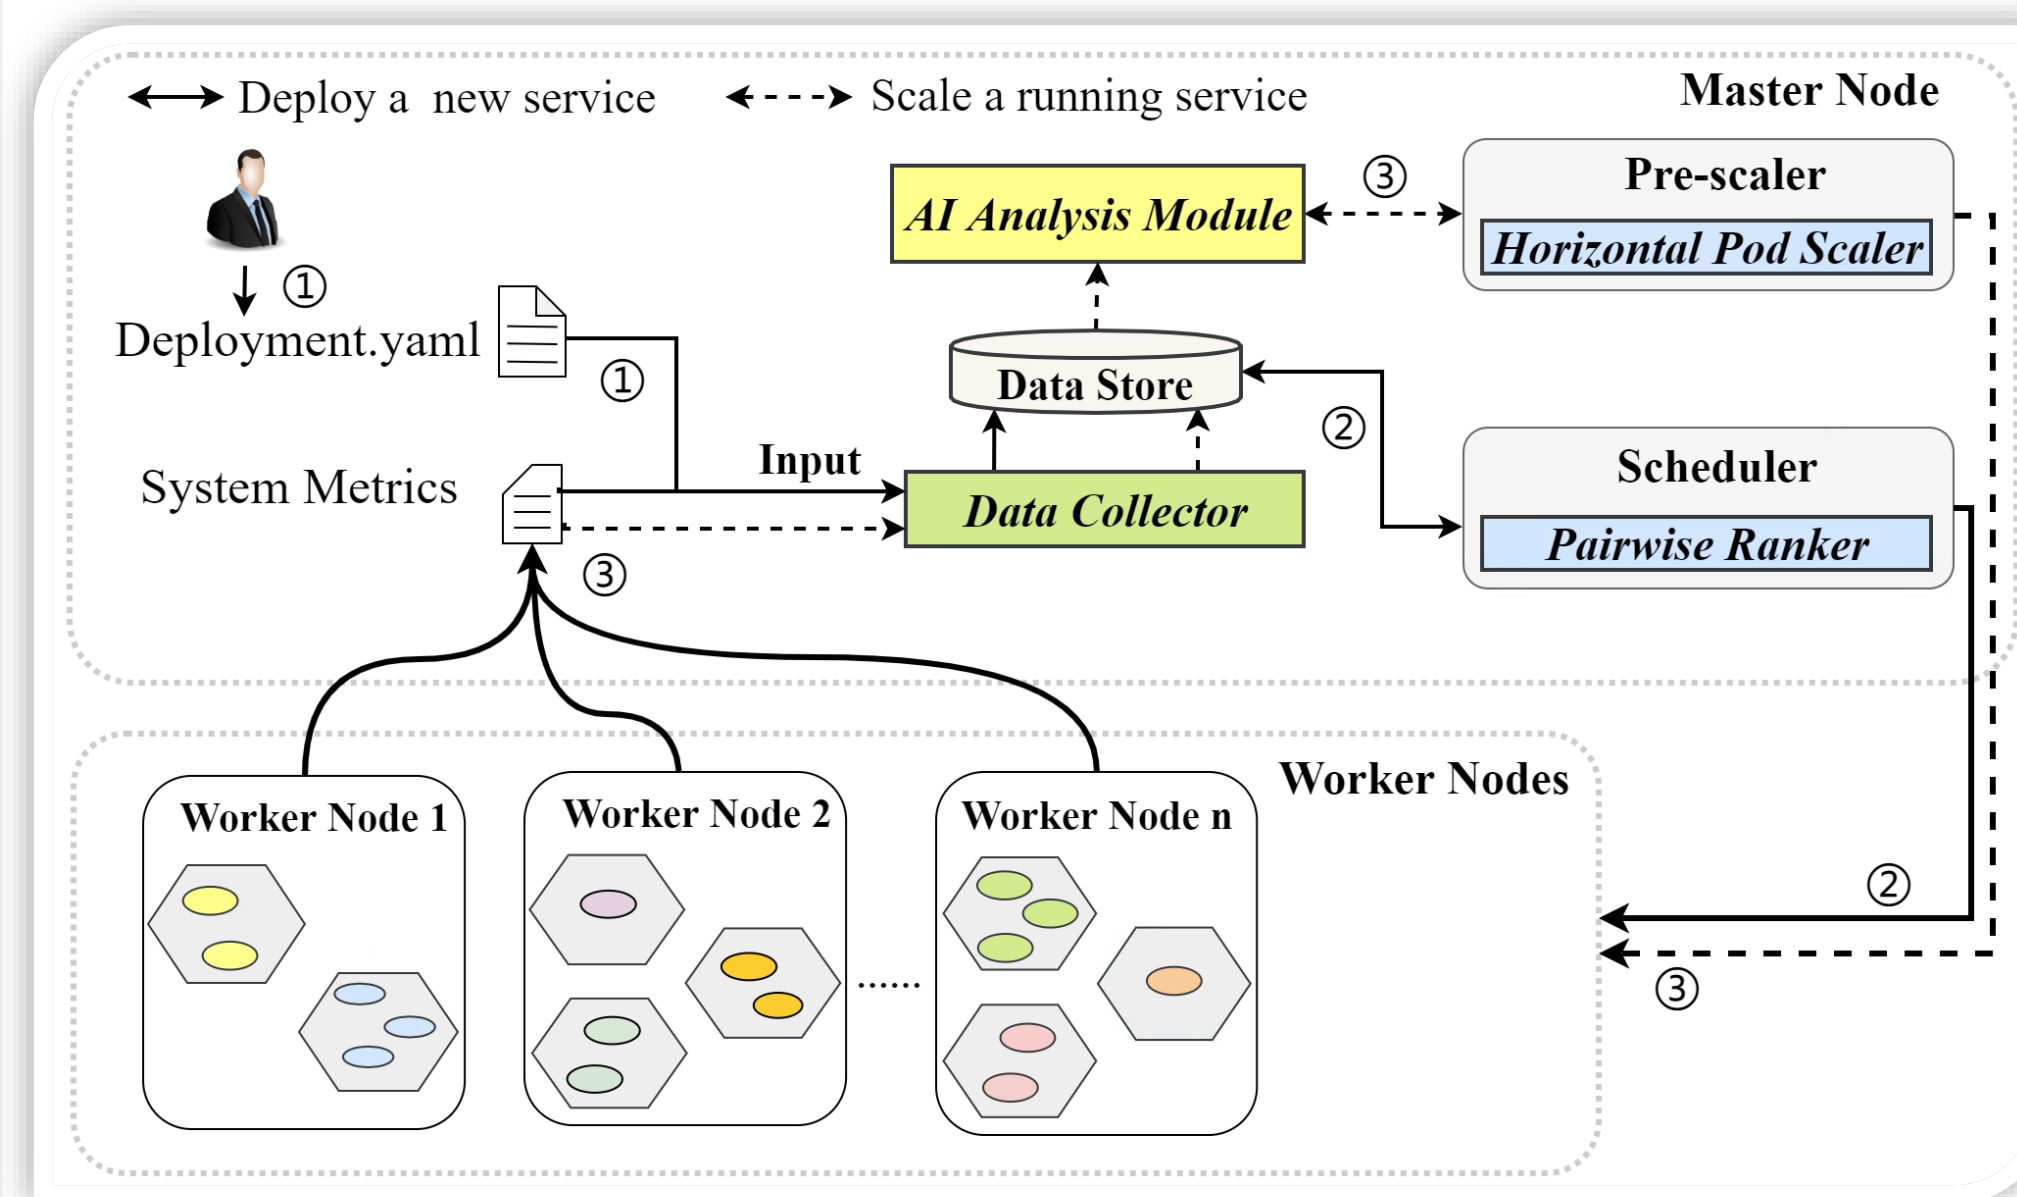 Deploy a new service
Scale a running service
Master Node
Pre-scaler
Horizontal Pod Scaler
AI Analysis Module
③
①
Deployment.yaml
①
Data Store
②
Scheduler
Pairwise Ranker
Input
System Metrics
Data Collector
③
Worker Nodes
Worker Node 1
Worker Node 2
......
Worker Node n
②
③